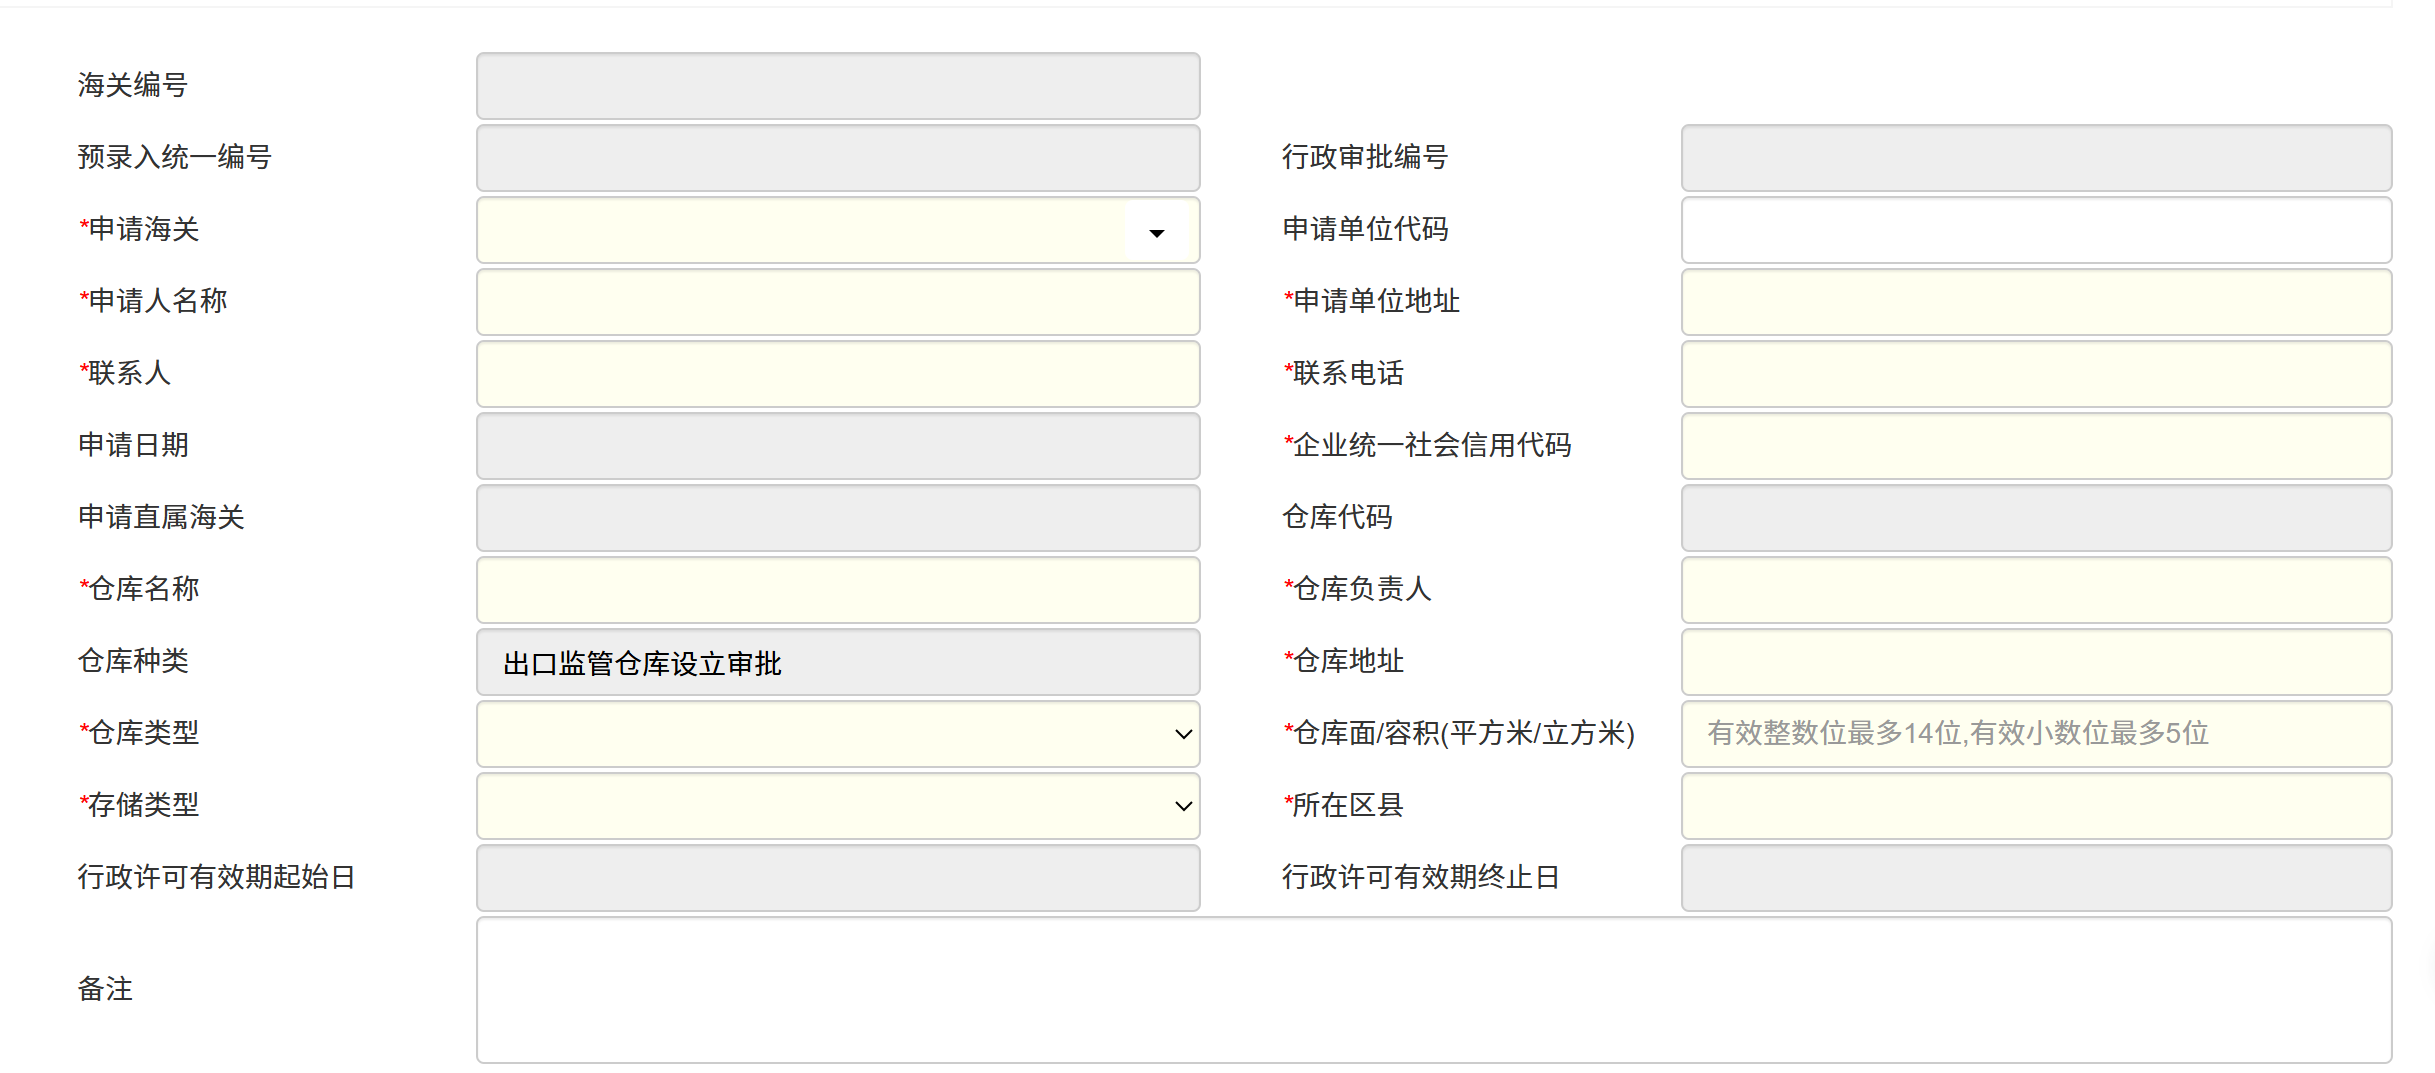 海关编号
预录入统一编号 行政审批编号
*申请海关 申请单位代码
*申请人名称 *申请单位地址
*联系人 *联系电话
申请日期 *企业统一社会信用代码
申请直属海关 仓库代码
*仓库名称 *仓库负责人
仓库种类 出口监管仓库设立审批 *仓库地址
*仓库类型 *仓库面/容积(平方米/立方米) 有效整数位最多14位,有效小数位最多5位
*存储类型 *所在区县
行政许可有效期起始日 行政许可有效期终止日
备注